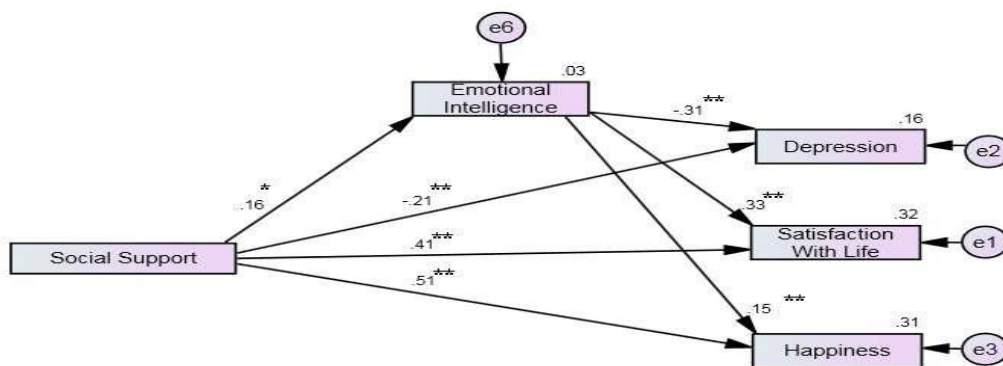 e6
.03
Emotional
Intelligence
-.31**
.16
Depression
e2
*
.16
-.21**
.33**
.32
Satisfaction
With Life
e1
Social Support
.41**
.51**
.15 **
.31
Happiness
e3